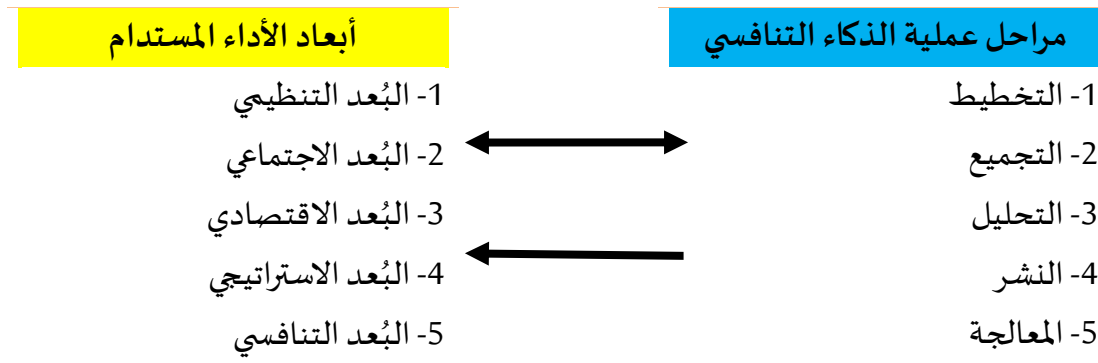 مراحل عملية الذكاء التنافسي
1- التخطيط
2- التجميع
3- التحليل
4- النشر
5- المعالجة
أبعاد الأداء المستدام
1- البُعد التنظيمي
2- البُعد الاجتماعي
3- البُعد الاقتصادي
4- البُعد الاستراتيجي
5- البُعد التنافسي